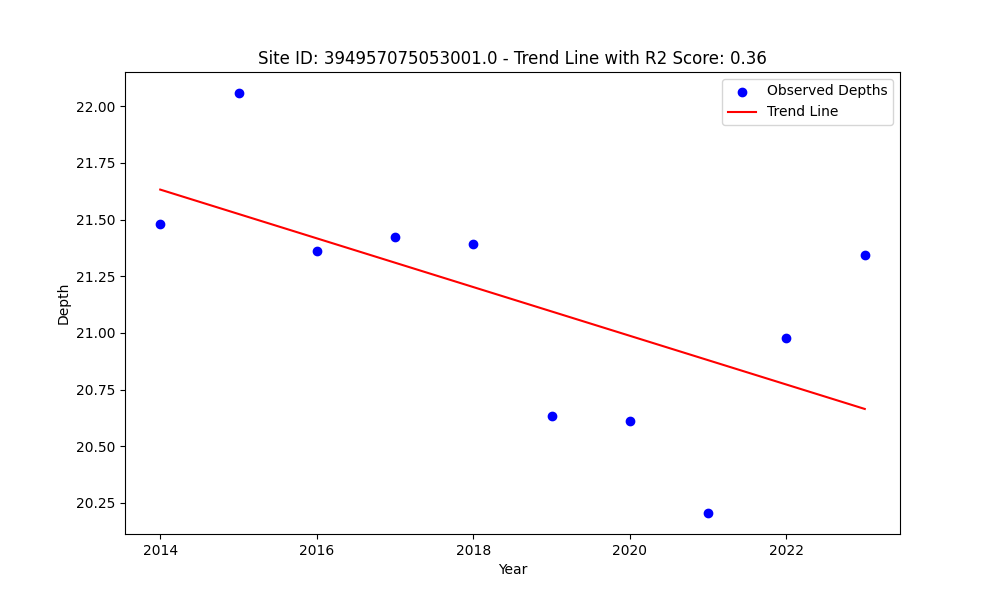 Site ID: 394957075053001.0 - Trend Line with R2 Score: 0.36
Observed Depths
Trend Line
22.00
21.75
21.50
21.25
21.00
20.75
20.50
20.25
Depth
2014 2016 2018 2020 2022
Year